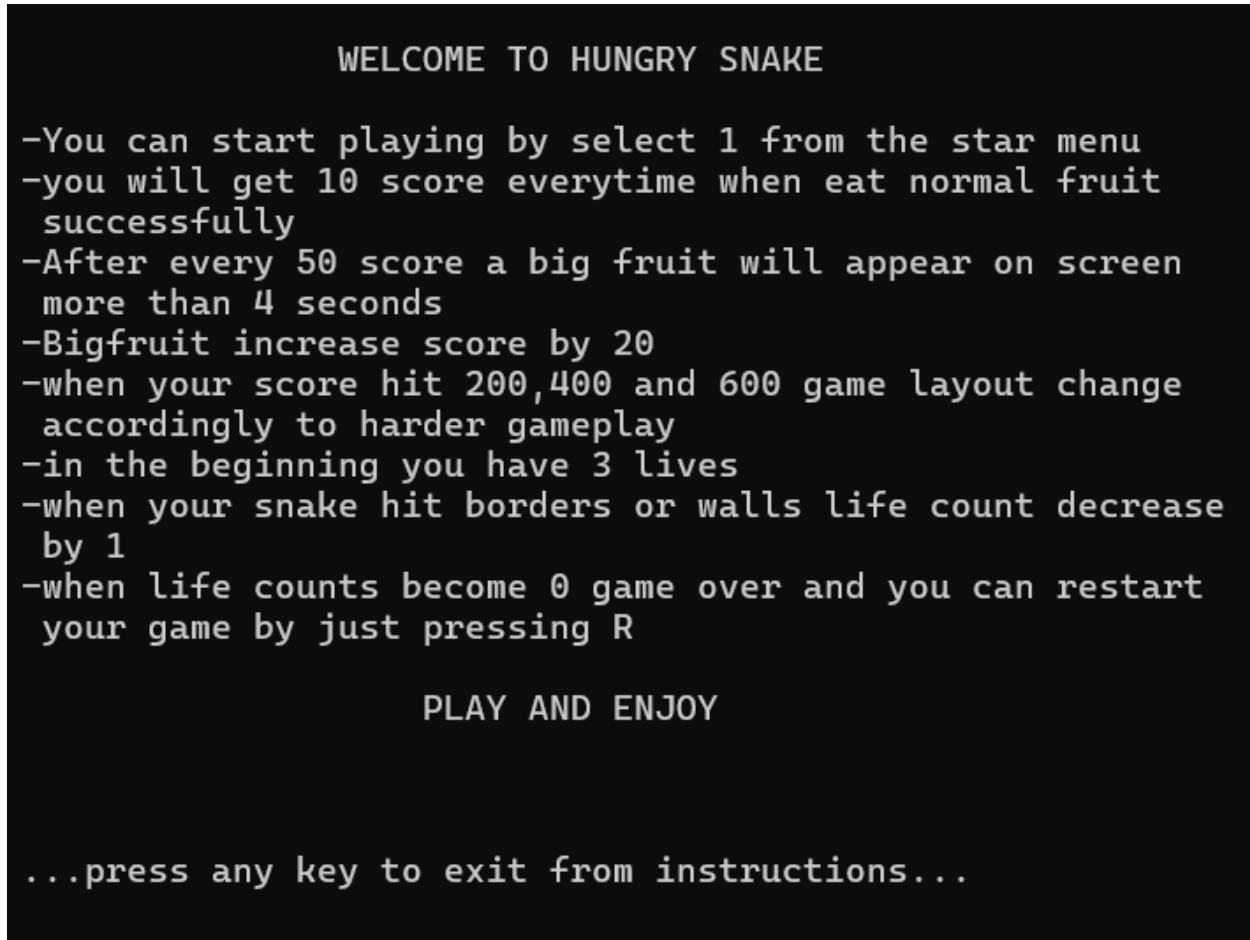 WELCOME TO HUNGRY SNAKE
-You can start playing by select 1 from the star menu
-you will get 10 score everytime when eat normal fruit
successfully
-After every 50 score a big fruit will appear on screen
more than 4 seconds
-Bigfruit increase score by 20
-when your score hit 200,400 and 600 game layout change
accordingly to harder gameplay
-in the beginning you have 3 lives
-when your snake hit borders or walls life count decrease
by 1
-when life counts become 0 game over and you can restart
your game by just pressing R
PLAY AND ENJOY
...press any key to exit from instructions...